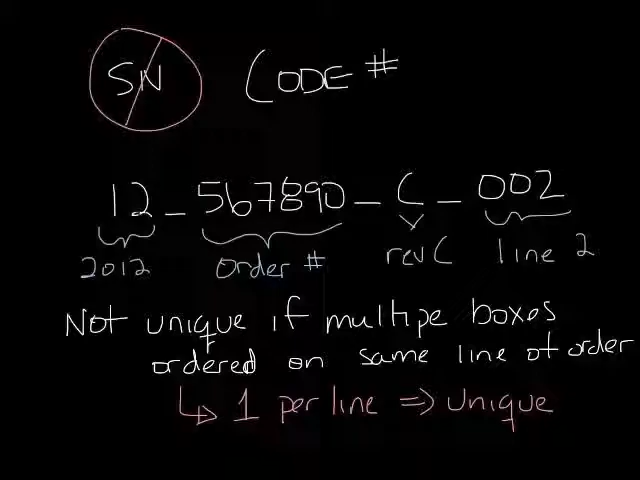 SN CODE #
12 - 567890 - C - 002
2012 Order # rev C line 2
Not unique if multipe boxes
ordered on same line of order
↳ 1 per line => unique